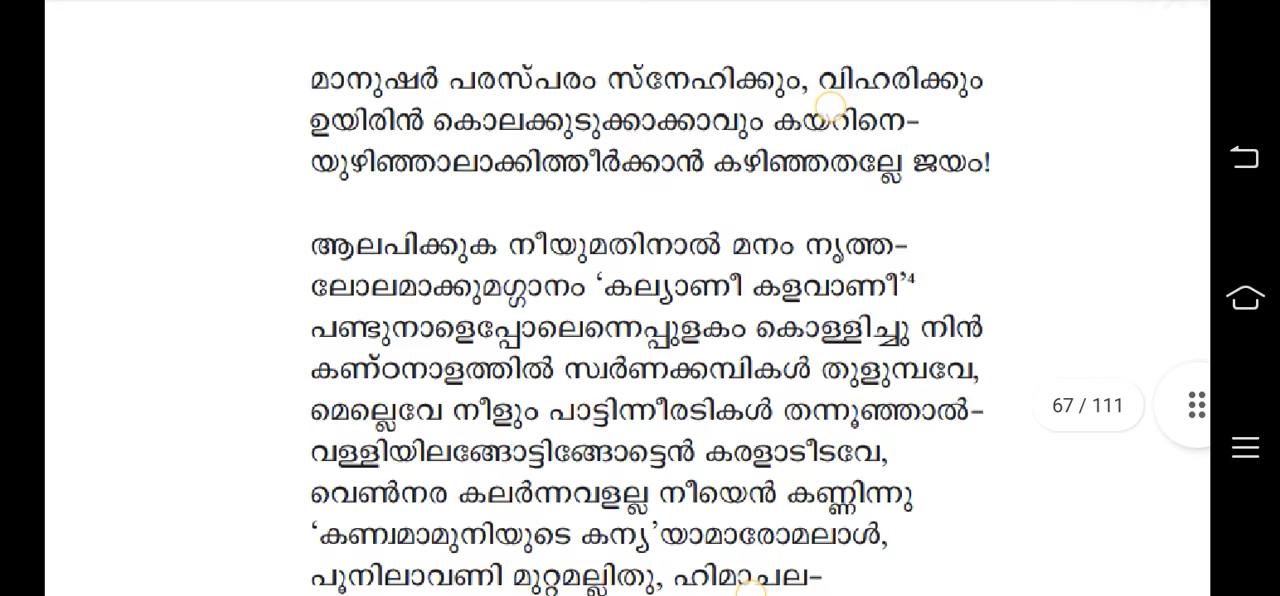 മാനുഷർ പരസ്പരം സ്നേഹിക്കും, വിഹരിക്കും
ഉയിരിൻ കൊലക്കുടുക്കാക്കാവും കയറിനെ–
യുഴിഞ്ഞാലാക്കിത്തീർക്കാൻ കഴിഞ്ഞതല്ലേ ജയം!
ആലപിക്കുക നീയുമതിനാൽ മനം നൃത്ത–
ലോലമാക്കുമഗ്ഗാനം ‘കല്യാണീ കളവാണീ’⁴
പണ്ടുനാളെപ്പോലെന്നെപ്പുളകം കൊള്ളിച്ചു നിൻ
കണ്ഠനാളത്തിൽ സ്വർണക്കമ്പികൾ തുളുമ്പവേ,
മെല്ലെവേ നീളും പാട്ടിന്നീരടികൾ തന്നൂഞ്ഞാൽ–
വള്ളിയിലങ്ങോട്ടിങ്ങോട്ടെൻ കരളാടീടവേ,
വെൺനര കലർന്നവളല്ല നീയെൻ കണ്ണിന്നു
‘കണ്വമാമുനിയുടെ കന്യ’യാമാരോമലാൾ,
പൂനിലാവണി മുറ്റമല്ലിതു, ഹിമാചല–
67 / 111